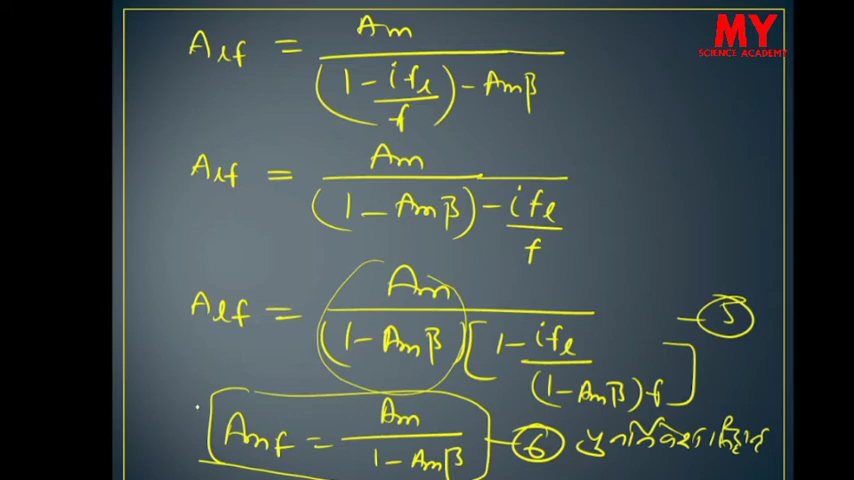 MY
SCIENCE ACADEMY
Alf = Am / ((1 - ifl/f) - Amβ)
Alf = Am / ((1 - Amβ) - ifl/f)
Alf = Am / ((1 - Amβ)[1 - ifl/((1 - Amβ)f)]) - 5
Amf = Am / (1 - Amβ) - 6